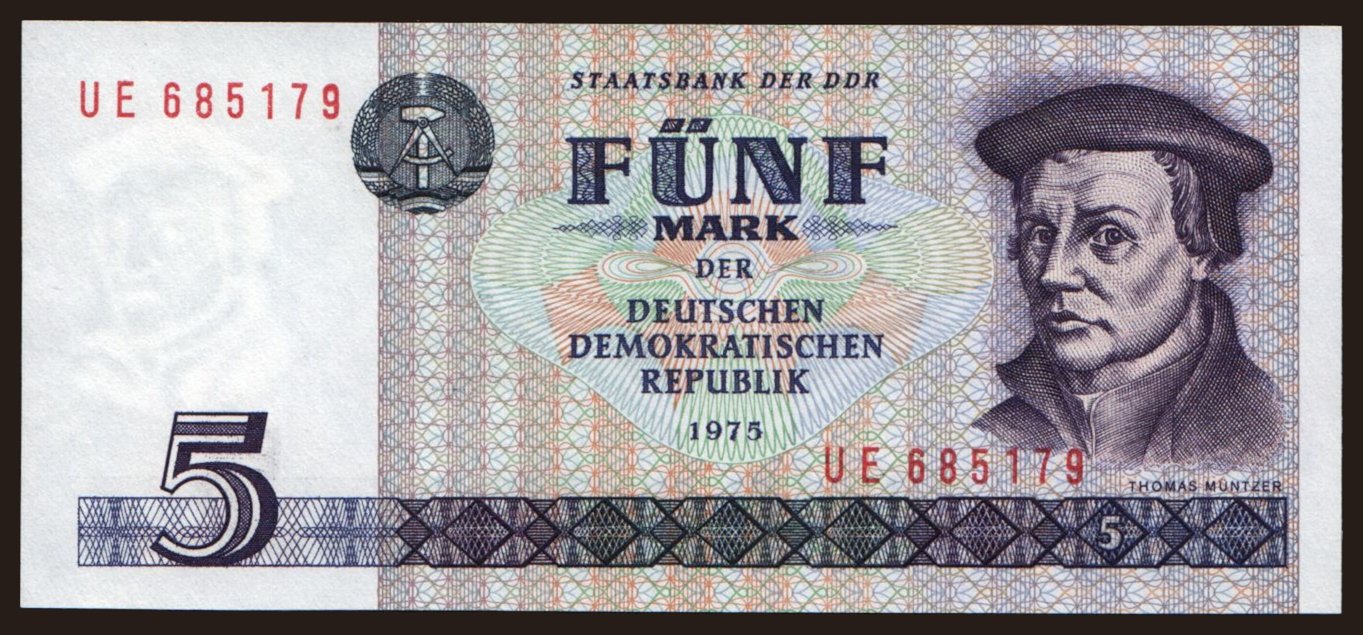 UE 685179
STAATSBANK DER DDR
FÜNF
MARK
DER
DEUTSCHEN
DEMOKRATISCHEN
REPUBLIK
1975
UE 685179
THOMAS MÜNTZER
5
5